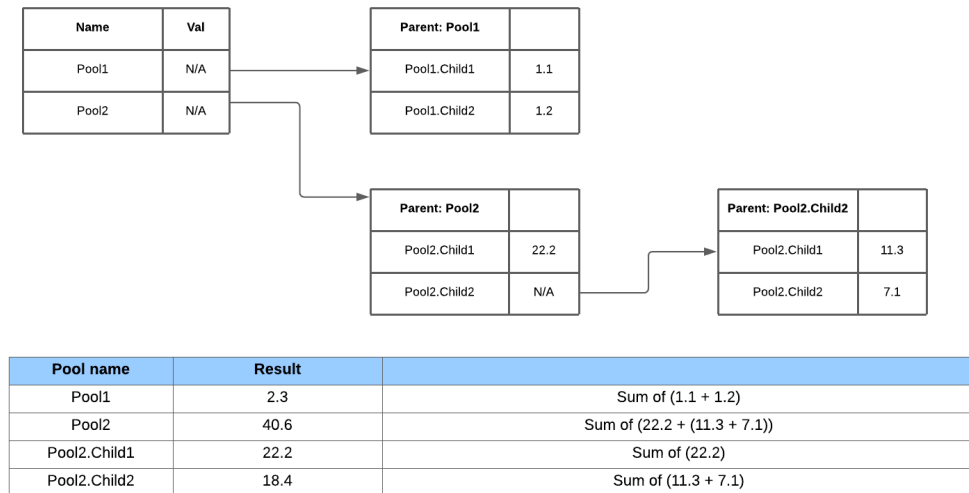 Name Val
Pool1 N/A
Pool2 N/A
Parent: Pool1
Pool1.Child1 1.1
Pool1.Child2 1.2
Parent: Pool2
Pool2.Child1 22.2
Pool2.Child2 N/A
Parent: Pool2.Child2
Pool2.Child1 11.3
Pool2.Child2 7.1
Pool name Result
Pool1 2.3 Sum of (1.1 + 1.2)
Pool2 40.6 Sum of (22.2 + (11.3 + 7.1))
Pool2.Child1 22.2 Sum of (22.2)
Pool2.Child2 18.4 Sum of (11.3 + 7.1)